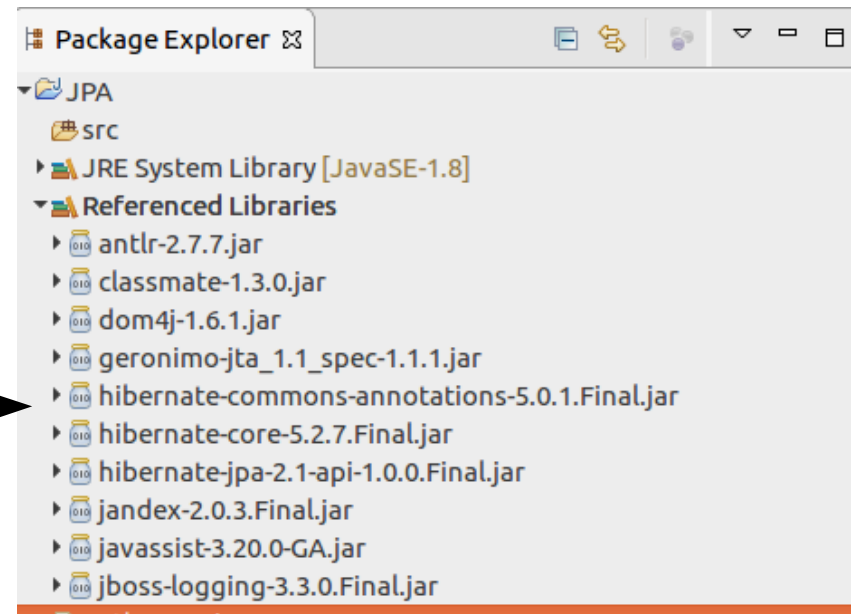 Package Explorer
JPA
src
JRE System Library [JavaSE-1.8]
Referenced Libraries
antlr-2.7.7.jar
classmate-1.3.0.jar
dom4j-1.6.1.jar
geronimo-jta_1.1_spec-1.1.1.jar
hibernate-commons-annotations-5.0.1.Final.jar
hibernate-core-5.2.7.Final.jar
hibernate-jpa-2.1-api-1.0.0.Final.jar
jandex-2.0.3.Final.jar
javassist-3.20.0-GA.jar
jboss-logging-3.3.0.Final.jar